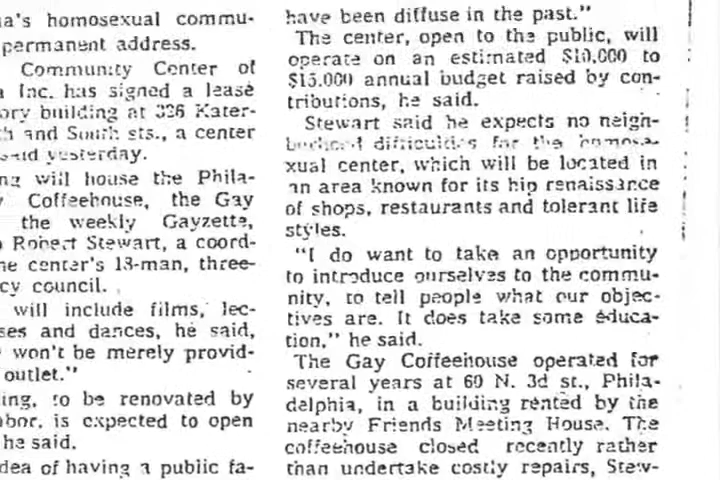 a's homosexual commu-
permanent address.
Community Center of
Inc. has signed a lease
ory building at 326 Kater-
h and South sts., a center
said yesterday.
ng will house the Phila-
Coffeehouse, the Gay
the weekly Gayzette,
Robert Stewart, a coord-
he center's 13-man, three-
cy council.
will include films, lec-
ses and dances, he said,
won't be merely provid-
outlet."
ing, to be renovated by
abor, is expected to open
he said.
dea of having a public fa-
have been diffuse in the past."
The center, open to the public, will
operate on an estimated $10,000 to
$15,000 annual budget raised by con-
tributions, he said.
Stewart said he expects no neigh-
borhood difficulties for the homose-
xual center, which will be located in
an area known for its hip renaissance
of shops, restaurants and tolerant life
styles.
"I do want to take an opportunity
to introduce ourselves to the commu-
nity, to tell people what our objec-
tives are. It does take some educa-
tion," he said.
The Gay Coffeehouse operated for
several years at 60 N. 3d st., Phila-
delphia, in a building rented by the
nearby Friends Meeting House. The
coffeehouse closed recently rather
than undertake costly repairs, Stew-